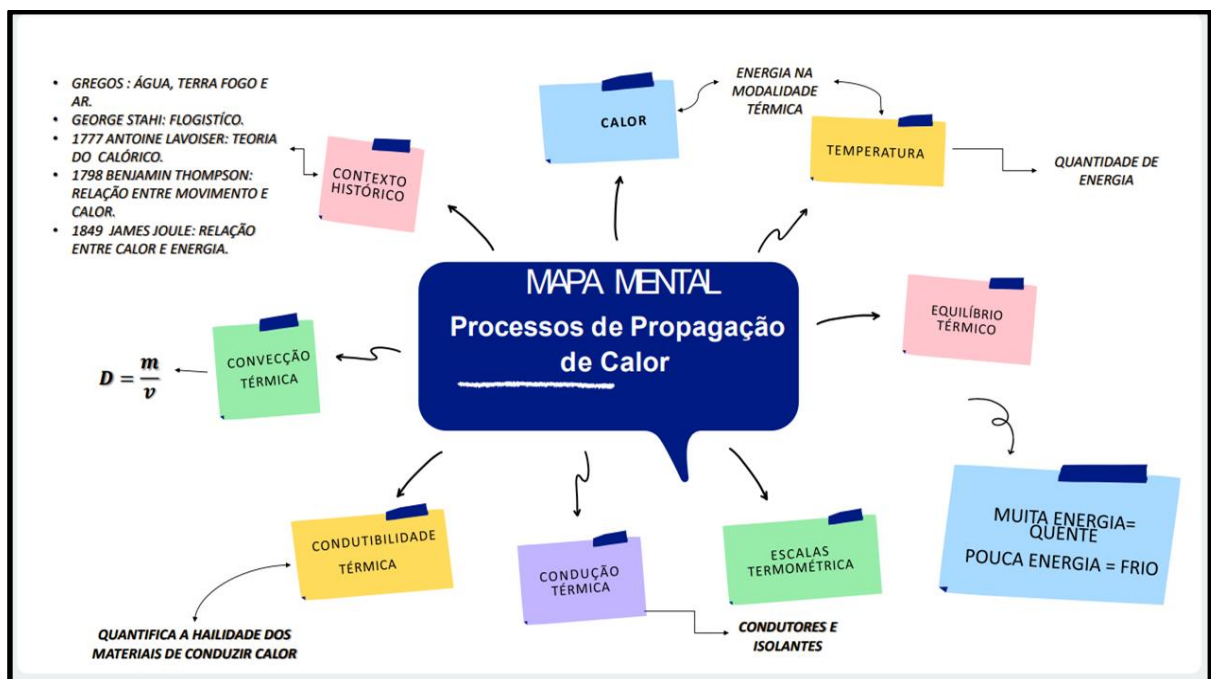 • GREGOS : ÁGUA, TERRA FOGO E
AR.
• GEORGE STAHI: FLOGISTÍCO.
• 1777 ANTOINE LAVOISER: TEORIA
DO CALÓRICO.
• 1798 BENJAMIN THOMPSON:
RELAÇÃO ENTRE MOVIMENTO E
CALOR.
• 1849 JAMES JOULE: RELAÇÃO
ENTRE CALOR E ENERGIA.
CONTEXTO
HISTÓRICO
CALOR
ENERGIA NA
MODALIDADE
TÉRMICA
TEMPERATURA
QUANTIDADE DE
ENERGIA
MAPA MENTAL
Processos de Propagação
de Calor
EQUILÍBRIO
TÉRMICO
MUITA ENERGIA=
QUENTE
POUCA ENERGIA = FRIO
CONVECÇÃO
TÉRMICA
D = m/v
CONDUTIBILIDADE
TÉRMICA
QUANTIFICA A HAILIDADE DOS
MATERIAIS DE CONDUZIR CALOR
CONDUÇÃO
TÉRMICA
CONDUTORES E
ISOLANTES
ESCALAS
TERMOMÉTRICA